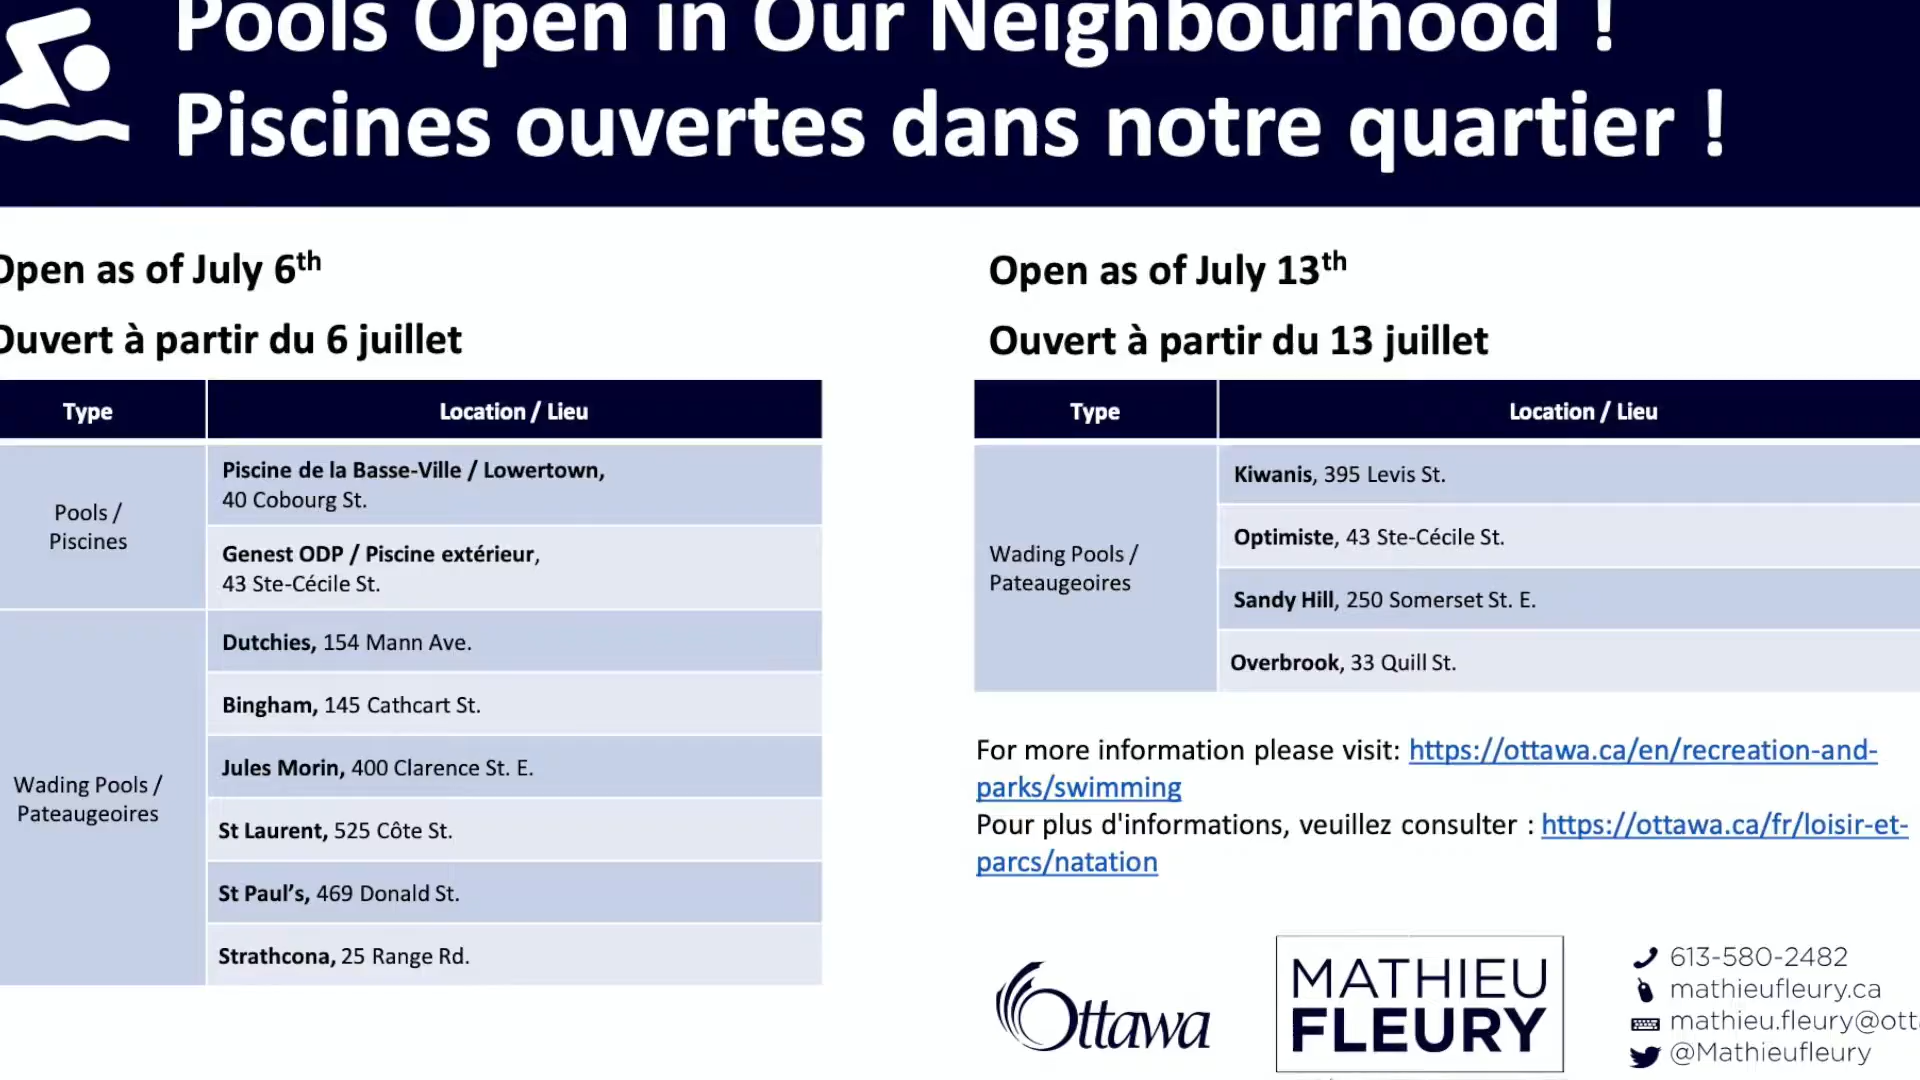 Pools Open in Our Neighbourhood !
Piscines ouvertes dans notre quartier !
Open as of July 6th
Ouvert à partir du 6 juillet
Type
Location / Lieu
Pools /
Piscines
Piscine de la Basse-Ville / Lowertown,
40 Cobourg St.
Genest ODP / Piscine extérieur,
43 Ste-Cécile St.
Wading Pools /
Pateaugeoires
Dutchies, 154 Mann Ave.
Bingham, 145 Cathcart St.
Jules Morin, 400 Clarence St. E.
St Laurent, 525 Côte St.
St Paul’s, 469 Donald St.
Strathcona, 25 Range Rd.
Open as of July 13th
Ouvert à partir du 13 juillet
Type
Location / Lieu
Wading Pools /
Pateaugeoires
Kiwanis, 395 Levis St.
Optimiste, 43 Ste-Cécile St.
Sandy Hill, 250 Somerset St. E.
Overbrook, 33 Quill St.
For more information please visit: https://ottawa.ca/en/recreation-and-
parks/swimming
Pour plus d'informations, veuillez consulter : https://ottawa.ca/fr/loisir-et-
parcs/natation
Ottawa
MATHIEU
FLEURY
613-580-2482
mathieufleury.ca
mathieu.fleury@ott
@Mathieufleury